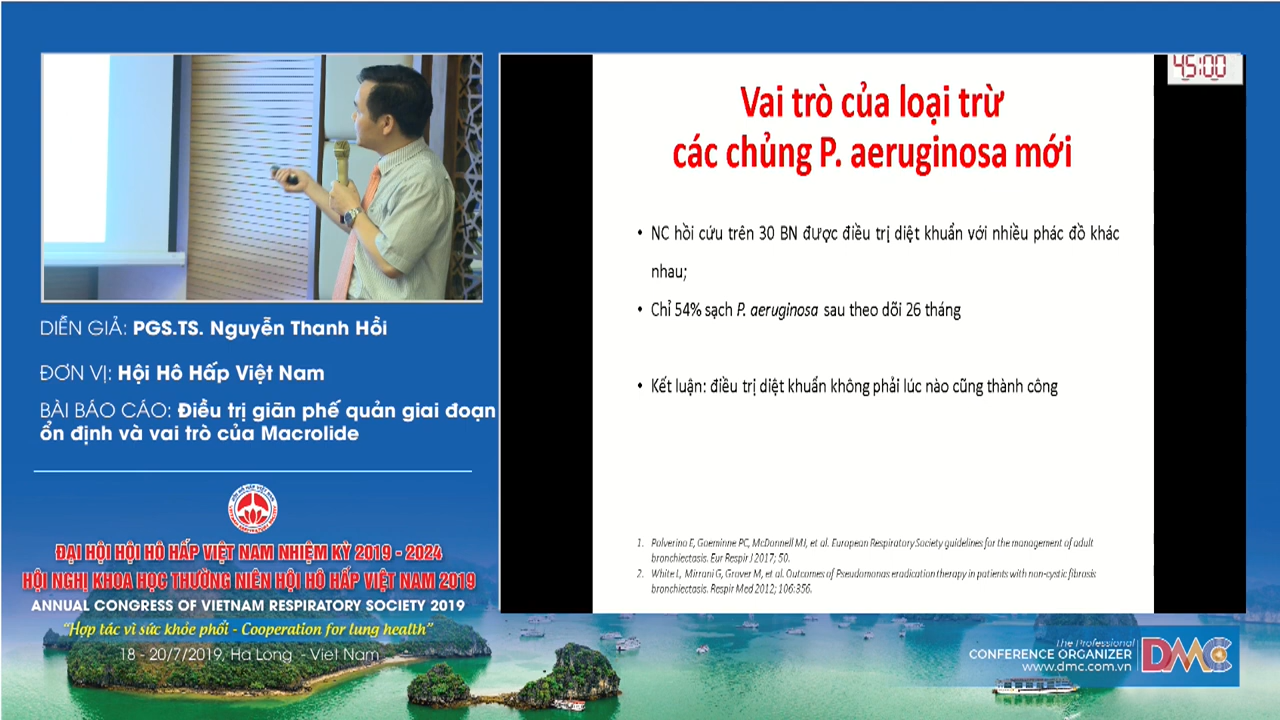 DIỄN GIẢ: PGS.TS. Nguyễn Thanh Hồi
ĐƠN VỊ: Hội Hô Hấp Việt Nam
BÀI BÁO CÁO: Điều trị giãn phế quản giai đoạn
ổn định và vai trò của Macrolide
ĐẠI HỘI HỘI HÔ HẤP VIỆT NAM NHIỆM KỲ 2019 - 2024
HỘI NGHỊ KHOA HỌC THƯỜNG NIÊN HỘI HÔ HẤP VIỆT NAM 2019
ANNUAL CONGRESS OF VIETNAM RESPIRATORY SOCIETY 2019
"Hợp tác vì sức khỏe phổi - Cooperation for lung health"
18 - 20/7/2019, Ha Long - Viet Nam
45:00
Vai trò của loại trừ
các chủng P. aeruginosa mới
• NC hồi cứu trên 30 BN được điều trị diệt khuẩn với nhiều phác đồ khác
nhau;
• Chỉ 54% sạch P. aeruginosa sau theo dõi 26 tháng
• Kết luận: điều trị diệt khuẩn không phải lúc nào cũng thành công
1. Polverino E, Goeminne PC, McDonnell MJ, et al. European Respiratory Society guidelines for the management of adult
bronchiectasis. Eur Respir J 2017; 50.
2. White L, Mirrani G, Grover M, et al. Outcomes of Pseudomonas eradication therapy in patients with non-cystic fibrosis
bronchiectasis. Respir Med 2012; 106:356.
The Professional
CONFERENCE ORGANIZER
www.dmc.com.vn
DMC